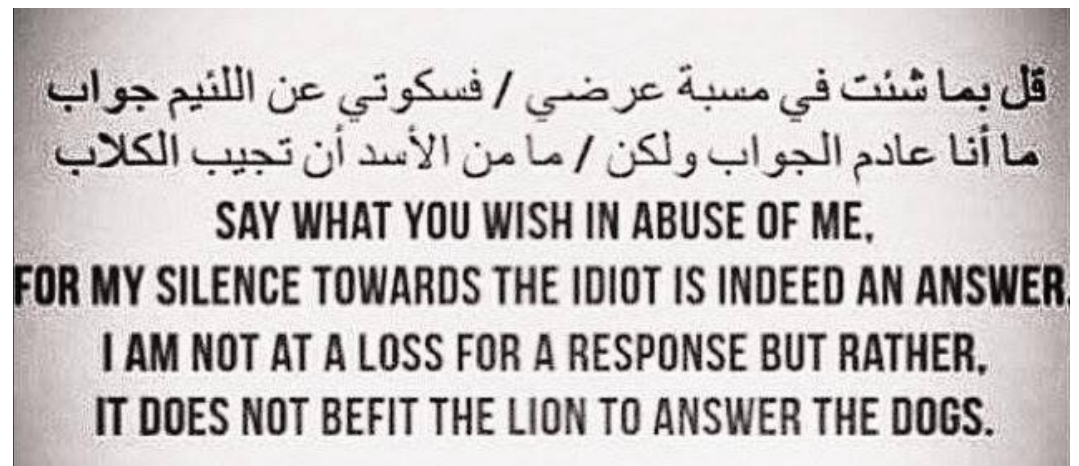 قل بما شئت في مسبة عرضي / فسكوتي عن اللئيم جواب
ما أنا عادم الجواب ولكن / ما من الأسد أن تجيب الكلاب
SAY WHAT YOU WISH IN ABUSE OF ME,
FOR MY SILENCE TOWARDS THE IDIOT IS INDEED AN ANSWER.
I AM NOT AT A LOSS FOR A RESPONSE BUT RATHER,
IT DOES NOT BEFIT THE LION TO ANSWER THE DOGS.